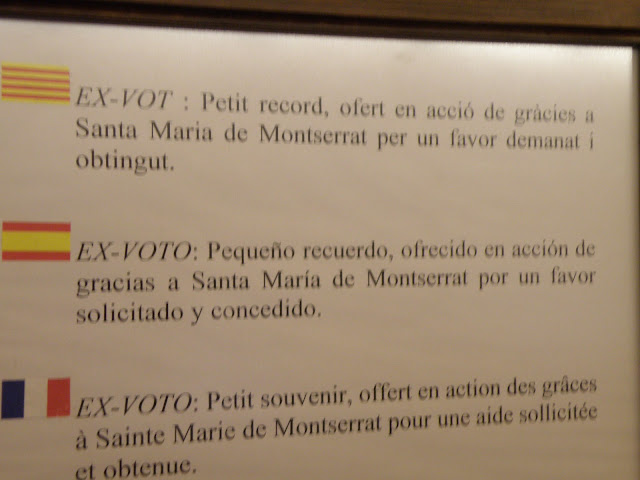 EX-VOT : Petit record, ofert en acció de gràcies a
Santa Maria de Montserrat per un favor demanat i
obtingut.
EX-VOTO: Pequeño recuerdo, ofrecido en acción de
gracias a Santa María de Montserrat por un favor
solicitado y concedido.
EX-VOTO: Petit souvenir, offert en action des grâces
à Sainte Marie de Montserrat pour une aide sollicitée
et obtenue.